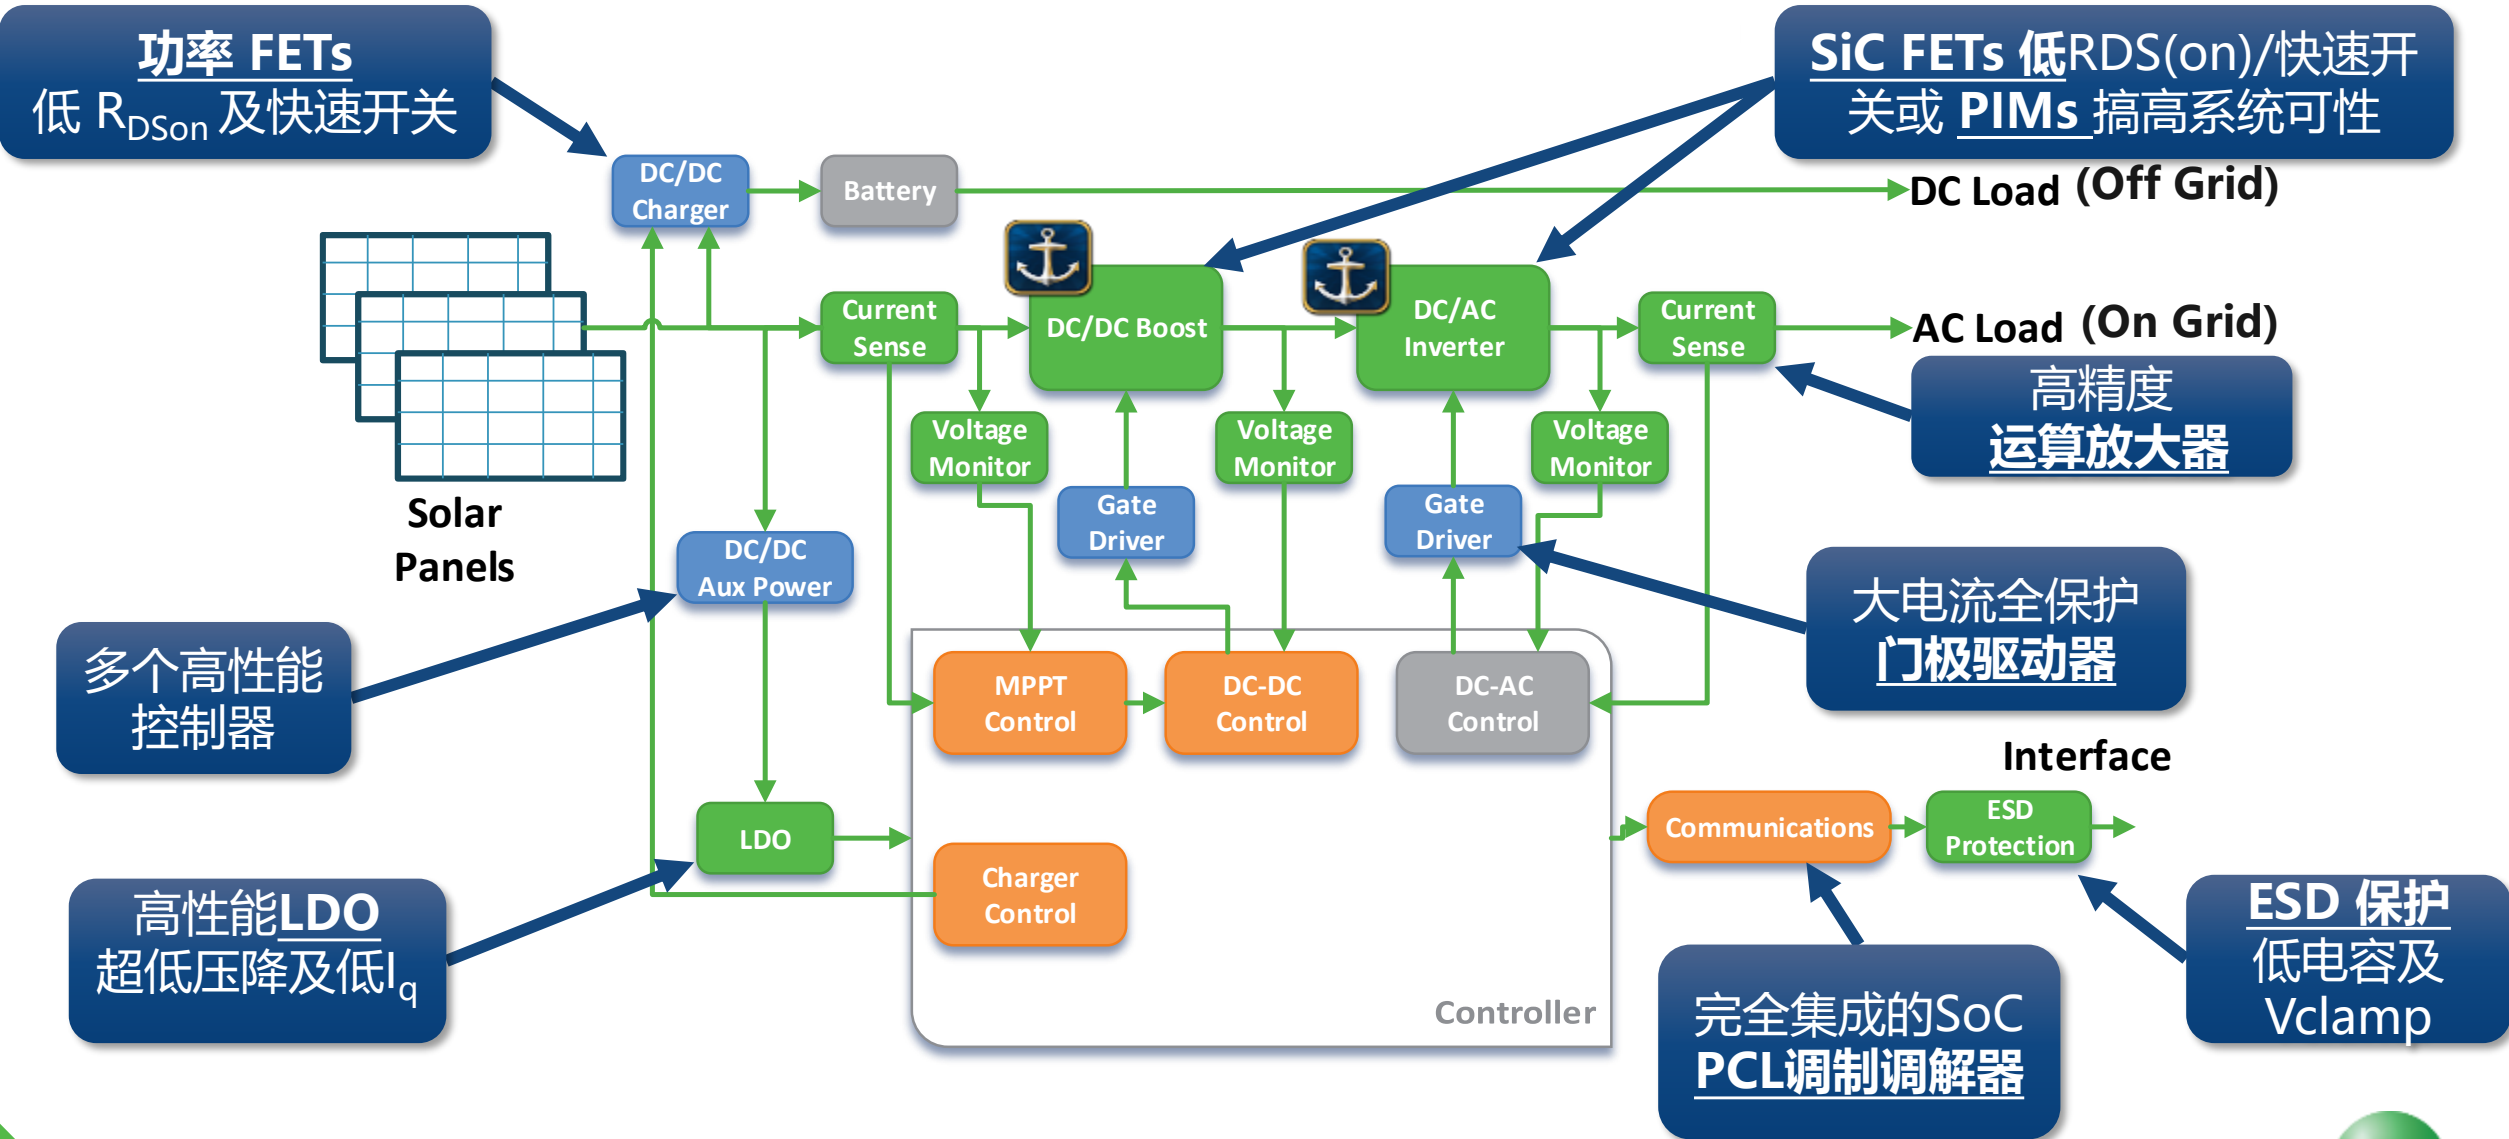 功率 FETs
低 RDSon 及快速开关
SiC FETs 低RDS(on)/快速开
关或 PIMs 搞高系统可性
DC/DC
Charger
Battery
DC Load (Off Grid)
Current
Sense
DC/DC Boost
DC/AC
Inverter
Current
Sense
AC Load (On Grid)
高精度
运算放大器
Voltage
Monitor
Voltage
Monitor
Voltage
Monitor
Solar
Panels
Gate
Driver
Gate
Driver
DC/DC
Aux Power
大电流全保护
门极驱动器
多个高性能
控制器
MPPT
Control
DC-DC
Control
DC-AC
Control
Interface
LDO
Communications
ESD
Protection
Charger
Control
高性能LDO
超低压降及低Iq
Controller
完全集成的SoC
PCL调制调解器
ESD 保护
低电容及
Vclamp